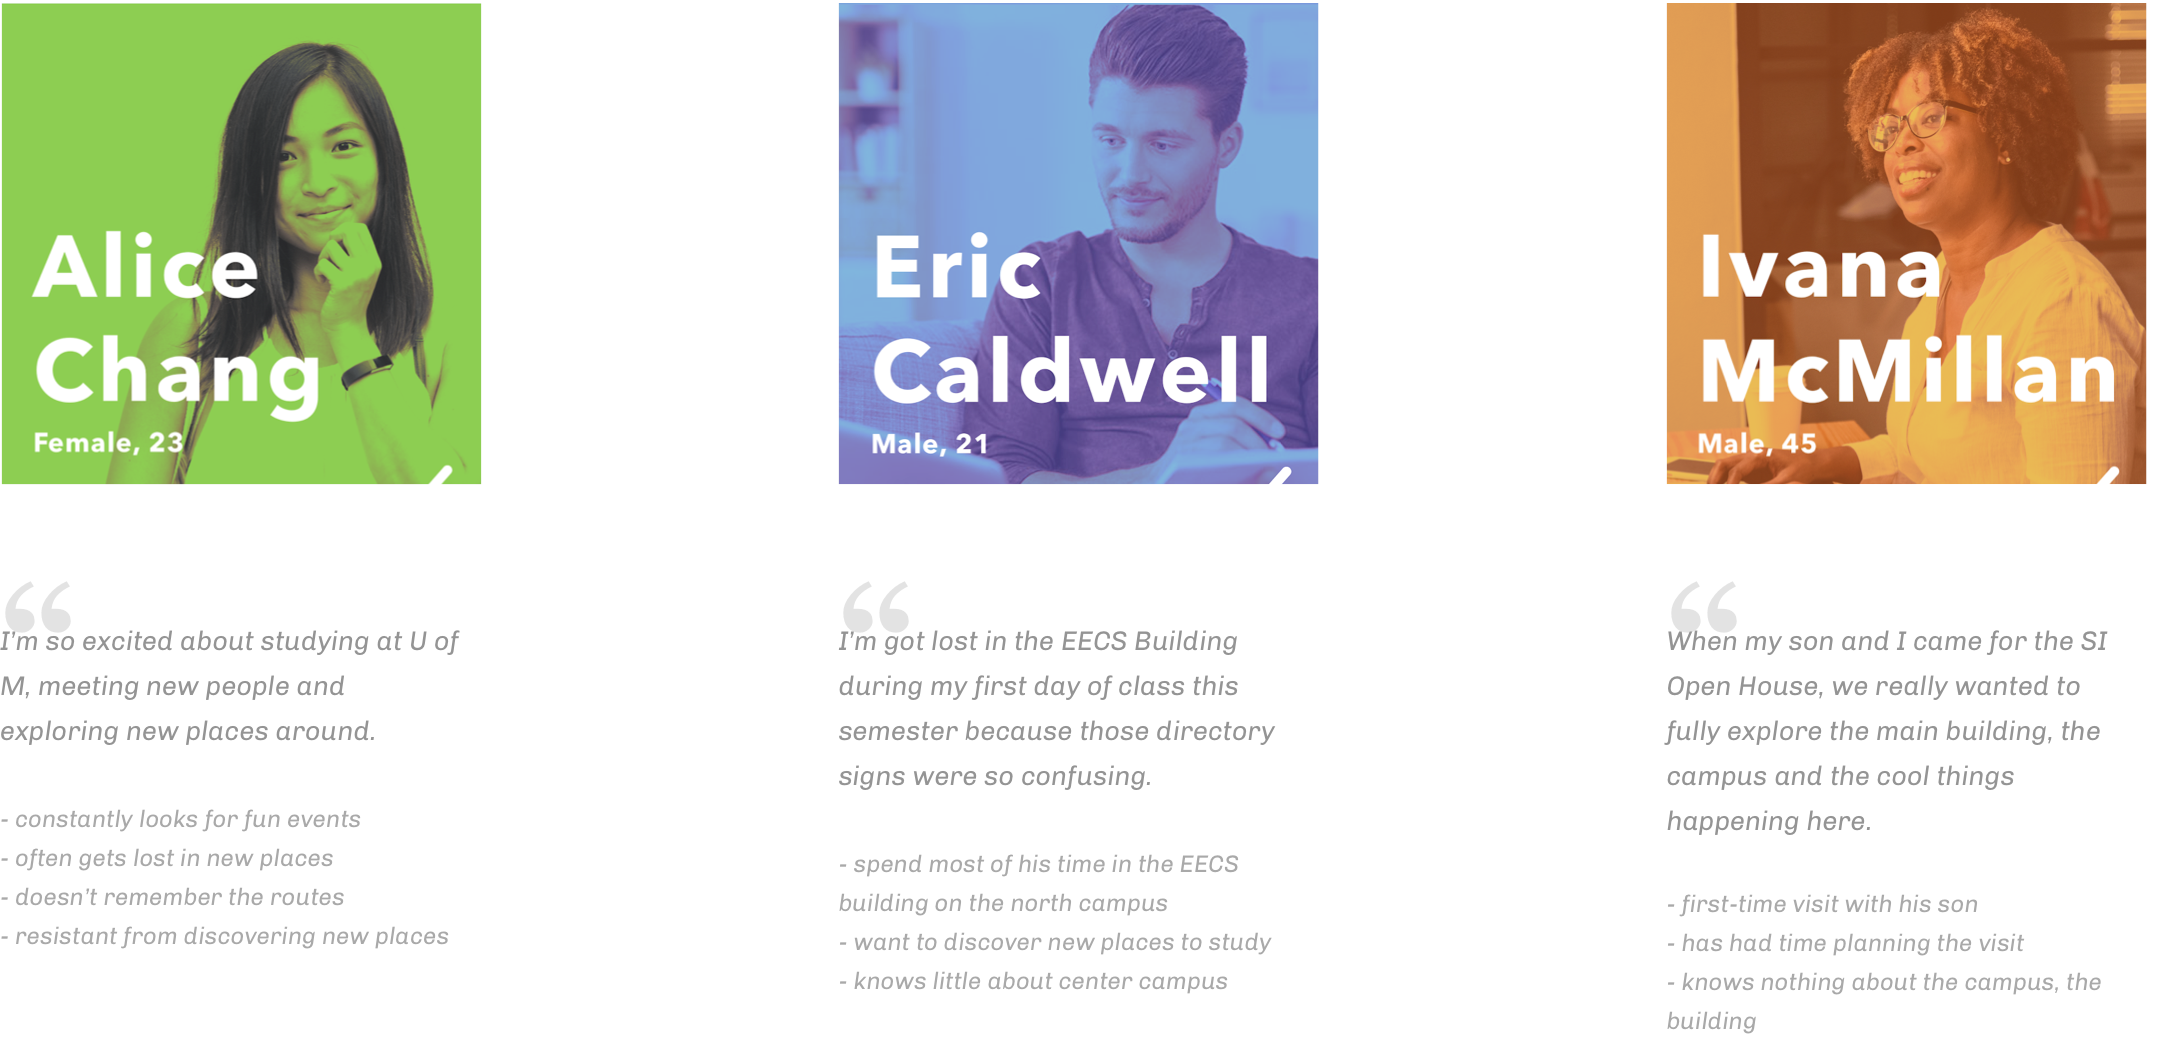 Alice
Chang
Female, 23
“
I’m so excited about studying at U of
M, meeting new people and
exploring new places around.
- constantly looks for fun events
- often gets lost in new places
- doesn’t remember the routes
- resistant from discovering new places
Eric
Caldwell
Male, 21
“
I’m got lost in the EECS Building
during my first day of class this
semester because those directory
signs were so confusing.
- spend most of his time in the EECS
building on the north campus
- want to discover new places to study
- knows little about center campus
Ivana
McMillan
Male, 45
“
When my son and I came for the SI
Open House, we really wanted to
fully explore the main building, the
campus and the cool things
happening here.
- first-time visit with his son
- has had time planning the visit
- knows nothing about the campus, the
building